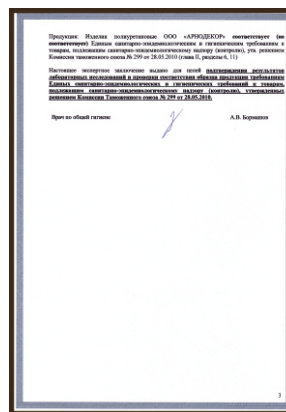 Продукция: Изделия полиуретановые ООО «АРНОДЕКОР» соответствует (не
соответствует) Единым санитарно-эпидемиологическим и гигиеническим требованиям к
товарам, подлежащим санитарно-эпидемиологическому надзору (контролю), утв. решением
Комиссии таможенного союза № 299 от 28.05.2010 (глава II, разделы 6, 11)
Настоящее экспертное заключение выдано для целей подтверждения результатов
лабораторных исследований и проверки соответствия образца продукции требованиям
Единых санитарно-эпидемиологических и гигиенических требований к товарам,
подлежащим санитарно-эпидемиологическому надзору (контролю), утвержденных
решением Комиссии Таможенного союза № 299 от 28.05.2010.
Врач по общей гигиене А.В. Бормашов
3